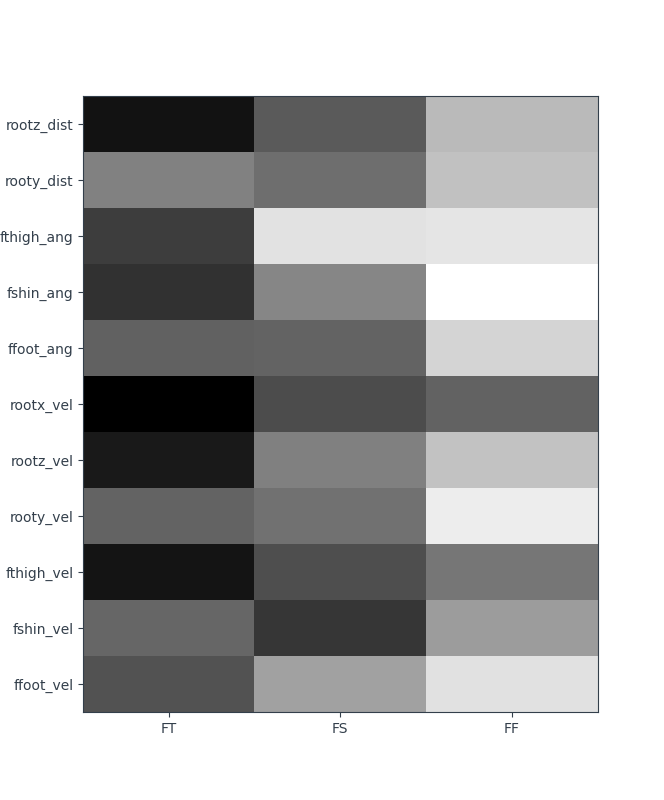 rootz_dist
rooty_dist
fthigh_ang
fshin_ang
ffoot_ang
rootx_vel
rootz_vel
rooty_vel
fthigh_vel
fshin_vel
ffoot_vel
FT FS FF